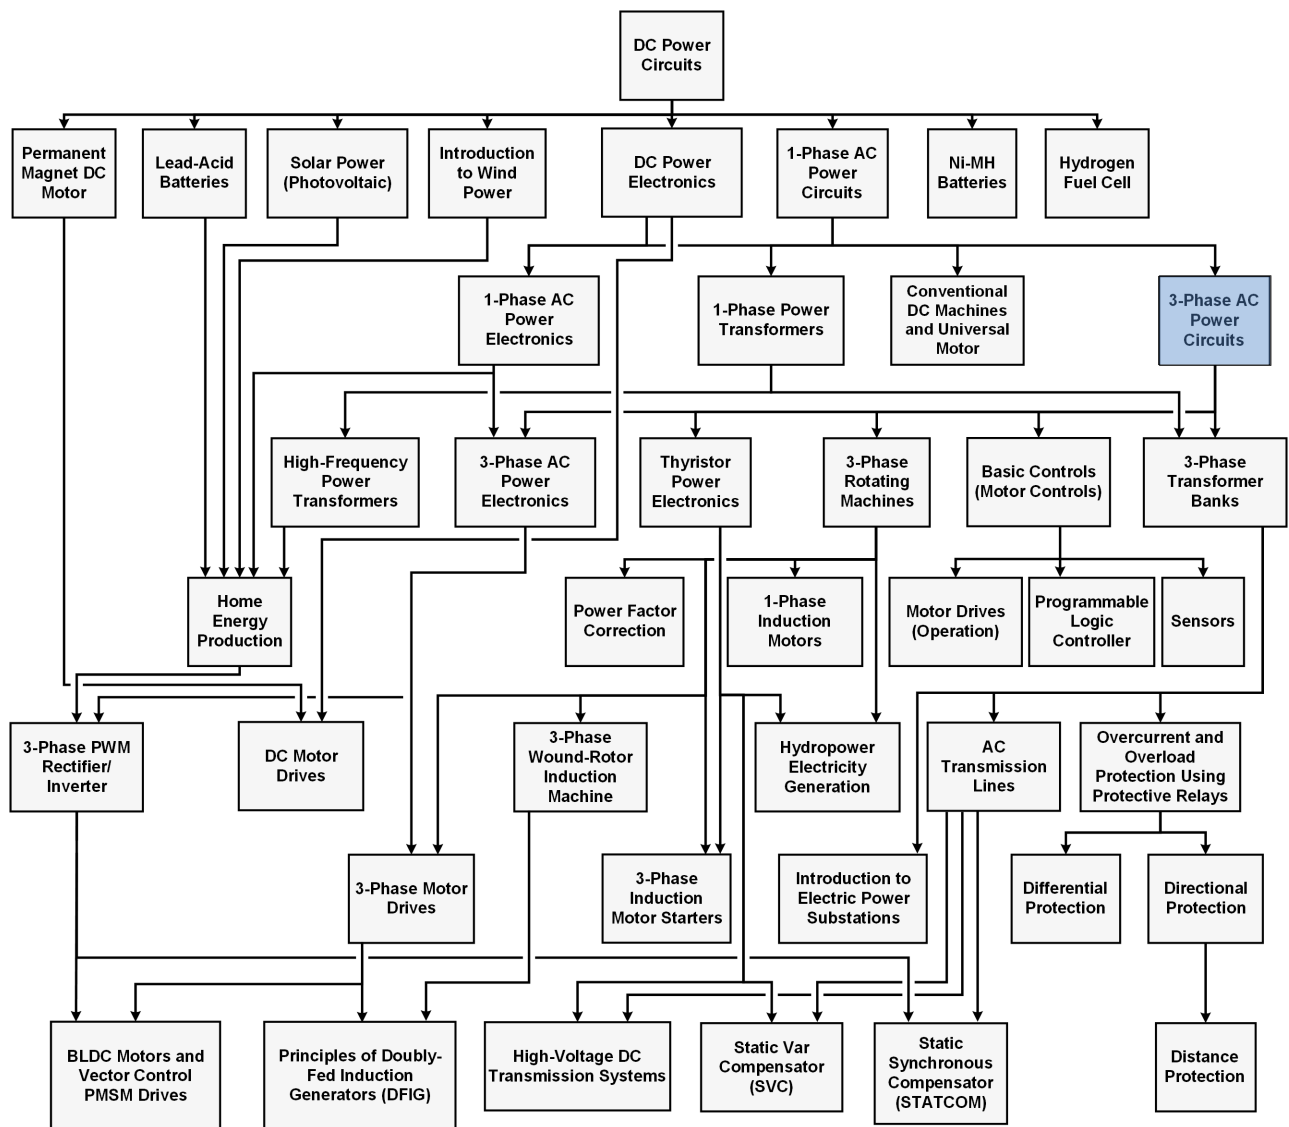 DC Power
Circuits
Permanent
Magnet DC
Motor
Lead-Acid
Batteries
Solar Power
(Photovoltaic)
Introduction
to Wind
Power
DC Power
Electronics
1-Phase AC
Power
Circuits
Ni-MH
Batteries
Hydrogen
Fuel Cell
1-Phase AC
Power
Electronics
1-Phase Power
Transformers
Conventional
DC Machines
and Universal
Motor
3-Phase AC
Power
Circuits
High-Frequency
Power
Transformers
3-Phase AC
Power
Electronics
Thyristor
Power
Electronics
3-Phase
Rotating
Machines
Basic Controls
(Motor Controls)
3-Phase
Transformer
Banks
Home
Energy
Production
Power Factor
Correction
1-Phase
Induction
Motors
Motor Drives
(Operation)
Programmable
Logic
Controller
Sensors
3-Phase PWM
Rectifier/
Inverter
DC Motor
Drives
3-Phase
Wound-Rotor
Induction
Machine
Hydropower
Electricity
Generation
AC
Transmission
Lines
Overcurrent and
Overload
Protection Using
Protective Relays
3-Phase Motor
Drives
3-Phase
Induction
Motor Starters
Introduction to
Electric Power
Substations
Differential
Protection
Directional
Protection
BLDC Motors and
Vector Control
PMSM Drives
Principles of Doubly-
Fed Induction
Generators (DFIG)
High-Voltage DC
Transmission Systems
Static Var
Compensator
(SVC)
Static
Synchronous
Compensator
(STATCOM)
Distance
Protection